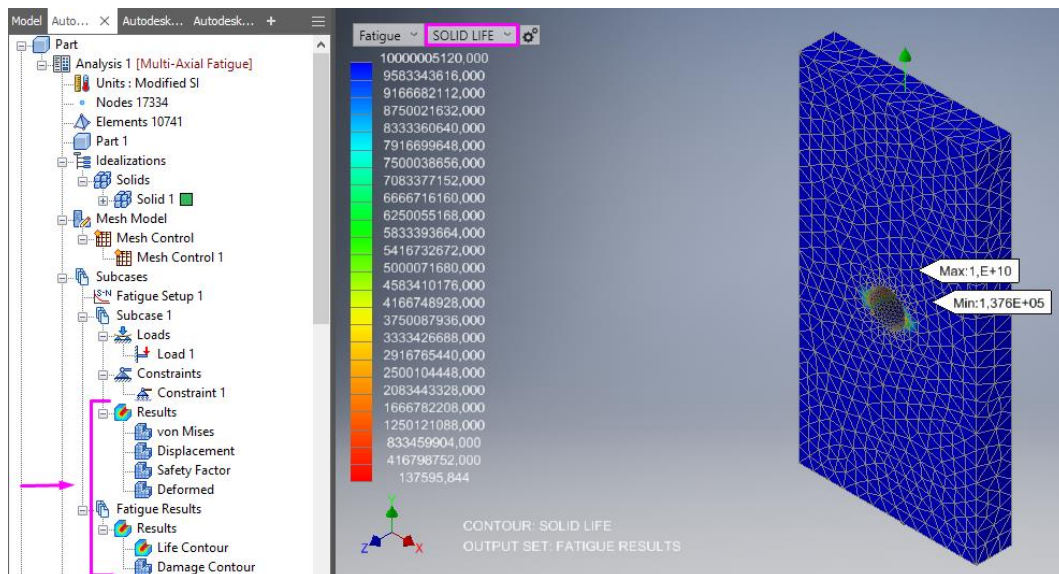 Model Auto... × Autodesk... Autodesk... +
Part
Analysis 1 [Multi-Axial Fatigue]
Units : Modified SI
Nodes 17334
Elements 10741
Part 1
Idealizations
Solids
Solid 1
Mesh Model
Mesh Control
Mesh Control 1
Subcases
S-N Fatigue Setup 1
Subcase 1
Loads
Load 1
Constraints
Constraint 1
Results
von Mises
Displacement
Safety Factor
Deformed
Fatigue Results
Results
Life Contour
Damage Contour
Fatigue SOLID LIFE
10000005120,000
9583343616,000
9166682112,000
8750021632,000
8333360640,000
7916699648,000
7500038656,000
7083377152,000
6666716160,000
6250055168,000
5833393664,000
5416732672,000
5000071680,000
4583410176,000
4166748928,000
3750087936,000
3333426688,000
2916765440,000
2500104448,000
2083443328,000
1666782208,000
1250121088,000
833459904,000
416798752,000
137595,844
Max:1,E+10
Min:1,376E+05
Y
Z X
CONTOUR: SOLID LIFE
OUTPUT SET: FATIGUE RESULTS